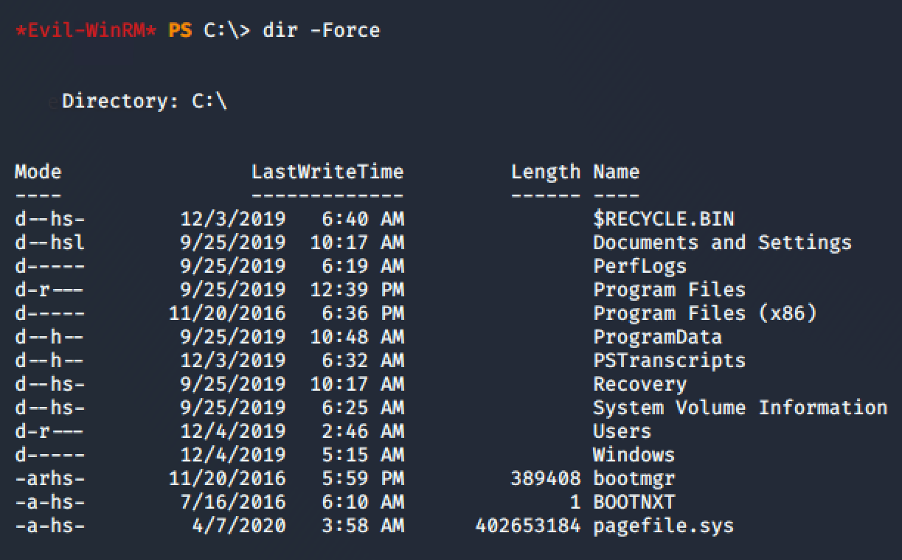 *Evil-WinRM* PS C:\> dir -Force
Directory: C:\
Mode                LastWriteTime         Length Name
----                -------------         ------ ----
d--hs-        12/3/2019   6:40 AM                $RECYCLE.BIN
d--hsl        9/25/2019  10:17 AM                Documents and Settings
d-----        9/25/2019   6:19 AM                PerfLogs
d-r---        9/25/2019  12:39 PM                Program Files
d-----       11/20/2016   6:36 PM                Program Files (x86)
d--h--        9/25/2019  10:48 AM                ProgramData
d--h--        12/3/2019   6:32 AM                PSTranscripts
d--hs-        9/25/2019  10:17 AM                Recovery
d--hs-        9/25/2019   6:25 AM                System Volume Information
d-r---        12/4/2019   2:46 AM                Users
d-----        12/4/2019   5:15 AM                Windows
-arhs-       11/20/2016   5:59 PM         389408 bootmgr
-a-hs-        7/16/2016   6:10 AM              1 BOOTNXT
-a-hs-         4/7/2020   3:58 AM      402653184 pagefile.sys